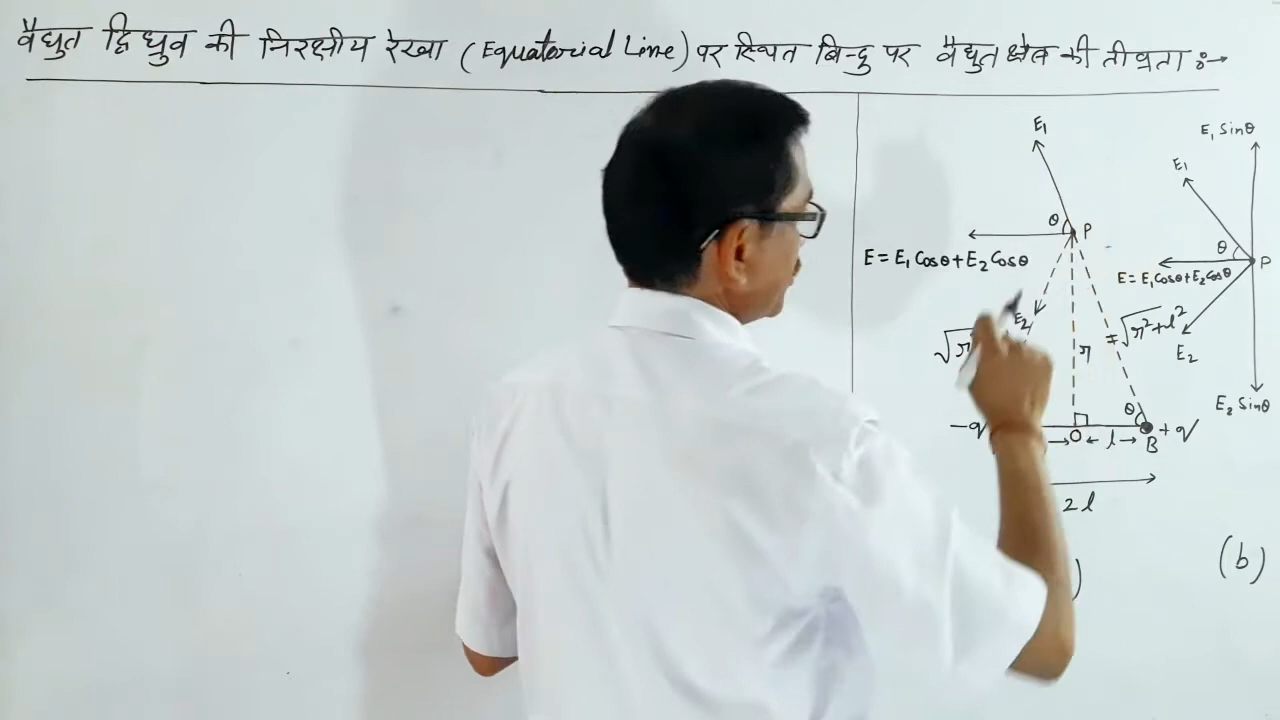 वैद्युत द्विध्रुव की निरक्षीय रेखा (Equatorial Line) पर स्थित बिन्दु पर वैद्युत क्षेत्र की तीव्रता :→
E₁
E₁ Sinθ
E₁
θ
P
θ
P
E = E₁ Cosθ + E₂ Cosθ
E = E₁ Cosθ + E₂ Cosθ
E₂
= √r²+l²
√r
r
E₂
E₂ Sinθ
θ
-q
O
l
B
+q
2l
(b)
)